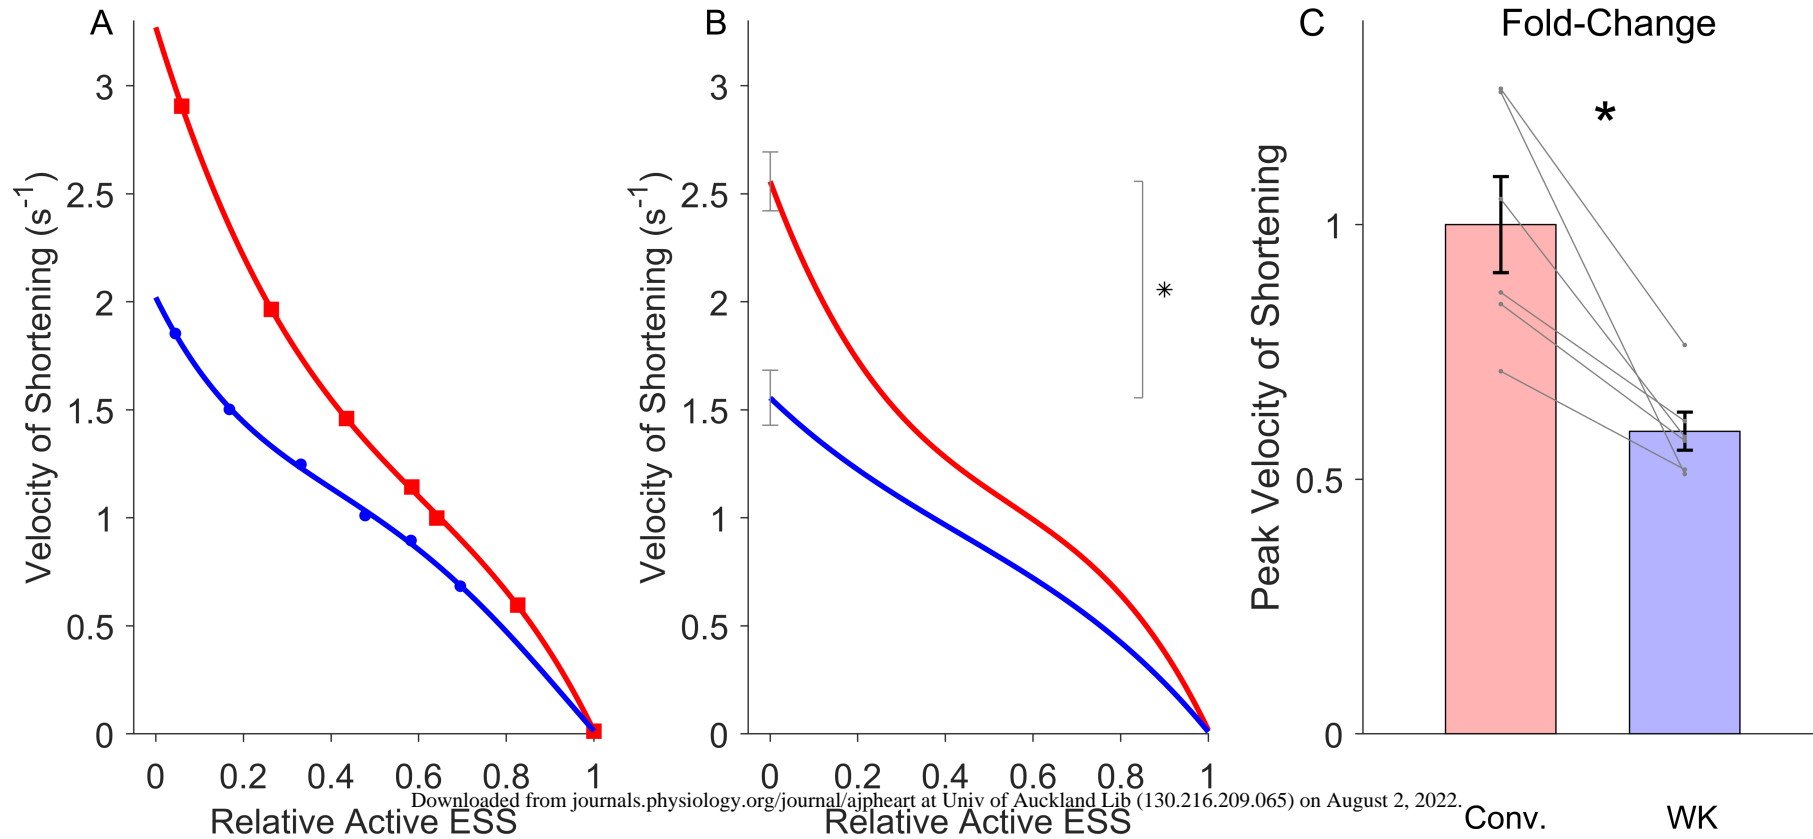 A
Velocity of Shortening (s-1)
3
2.5
2
1.5
1
0.5
0
0 0.2 0.4 0.6 0.8 1
Relative Active ESS
B
Velocity of Shortening (s-1)
3
2.5
2
1.5
1
0.5
0
*
0 0.2 0.4 0.6 0.8 1
Relative Active ESS
C
Fold-Change
Peak Velocity of Shortening
1
0.5
0
*
Conv. WK
Downloaded from journals.physiology.org/journal/ajpheart at Univ of Auckland Lib (130.216.209.065) on August 2, 2022.